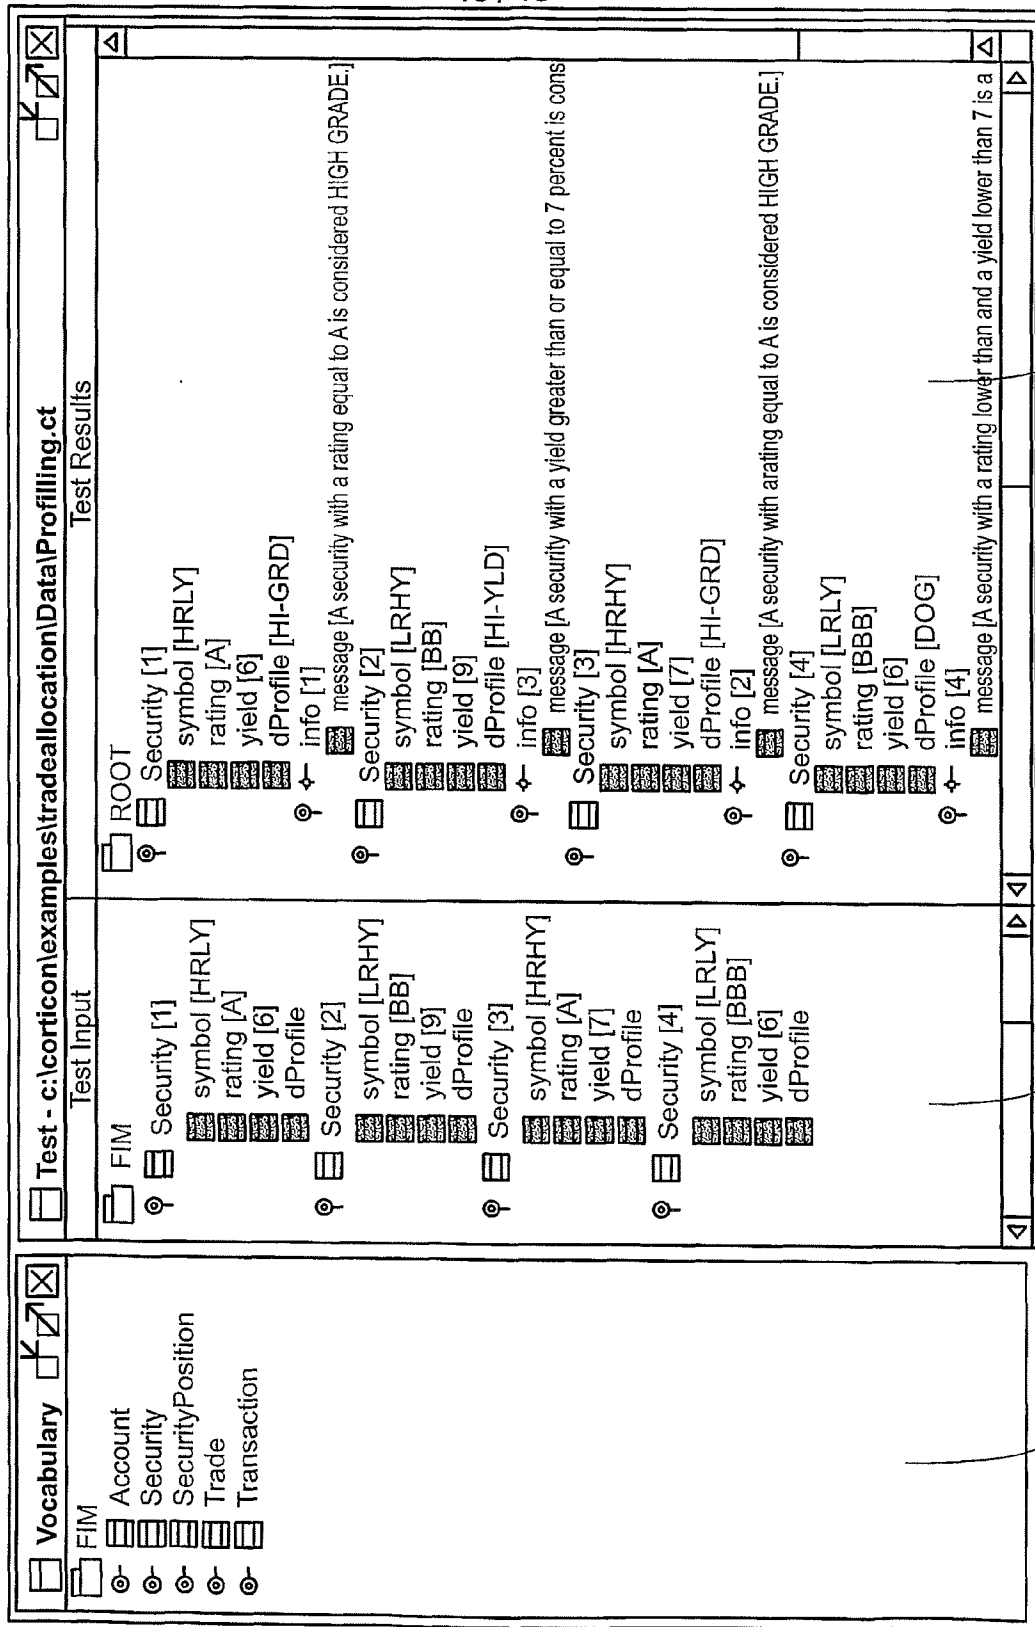 Vocabulary
FIM
Account
Security
SecurityPosition
Trade
Transaction
Test - c:\corticon\examples\tradeallocation\Data\Profilling.ct
Test Input
FIM
Security [1]
symbol [HRLY]
rating [A]
yield [6]
dProfile
Security [2]
symbol [LRHY]
rating [BB]
yield [9]
dProfile
Security [3]
symbol [HRHY]
rating [A]
yield [7]
dProfile
Security [4]
symbol [LRLY]
rating [BBB]
yield [6]
dProfile
Test Results
ROOT
Security [1]
symbol [HRLY]
rating [A]
yield [6]
dProfile [HI-GRD]
info [1]
message [A security with a rating equal to A is considered HIGH GRADE.]
Security [2]
symbol [LRHY]
rating [BB]
yield [9]
dProfile [HI-YLD]
info [3]
message [A security with a yield greater than or equal to 7 percent is cons
Security [3]
symbol [HRHY]
rating [A]
yield [7]
dProfile [HI-GRD]
info [2]
message [A security with arating equal to A is considered HIGH GRADE.]
Security [4]
symbol [LRLY]
rating [BBB]
yield [6]
dProfile [DOG]
info [4]
message [A security with a rating lower than and a yield lower than 7 is a